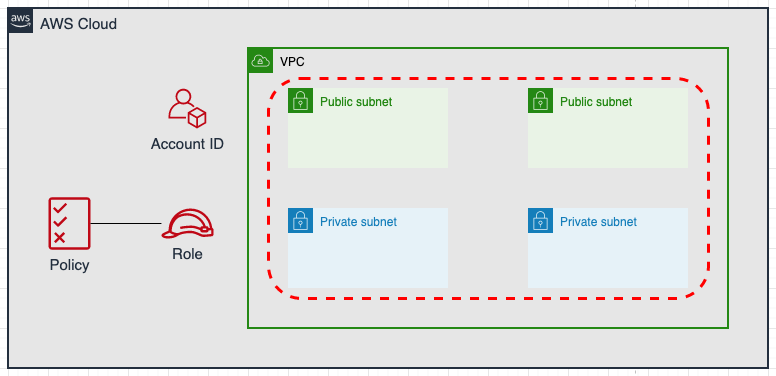 aws
AWS Cloud
VPC
Public subnet
Public subnet
Account ID
Private subnet
Private subnet
Policy
Role